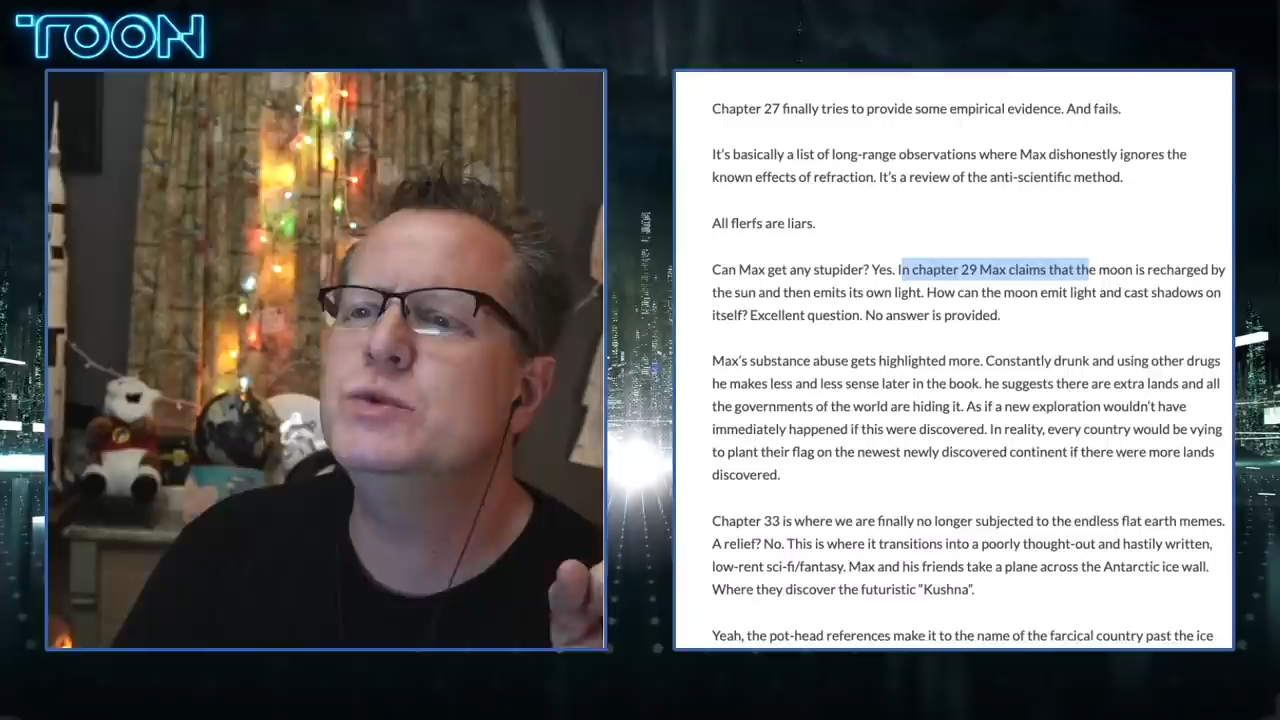 TOON
Chapter 27 finally tries to provide some empirical evidence. And fails.
It's basically a list of long-range observations where Max dishonestly ignores the
known effects of refraction. It's a review of the anti-scientific method.
All flerfs are liars.
Can Max get any stupider? Yes. In chapter 29 Max claims that the moon is recharged by
the sun and then emits its own light. How can the moon emit light and cast shadows on
itself? Excellent question. No answer is provided.
Max's substance abuse gets highlighted more. Constantly drunk and using other drugs
he makes less and less sense later in the book. he suggests there are extra lands and all
the governments of the world are hiding it. As if a new exploration wouldn't have
immediately happened if this were discovered. In reality, every country would be vying
to plant their flag on the newest newly discovered continent if there were more lands
discovered.
Chapter 33 is where we are finally no longer subjected to the endless flat earth memes.
A relief? No. This is where it transitions into a poorly thought-out and hastily written,
low-rent sci-fi/fantasy. Max and his friends take a plane across the Antarctic ice wall.
Where they discover the futuristic "Kushna".
Yeah, the pot-head references make it to the name of the farcical country past the ice